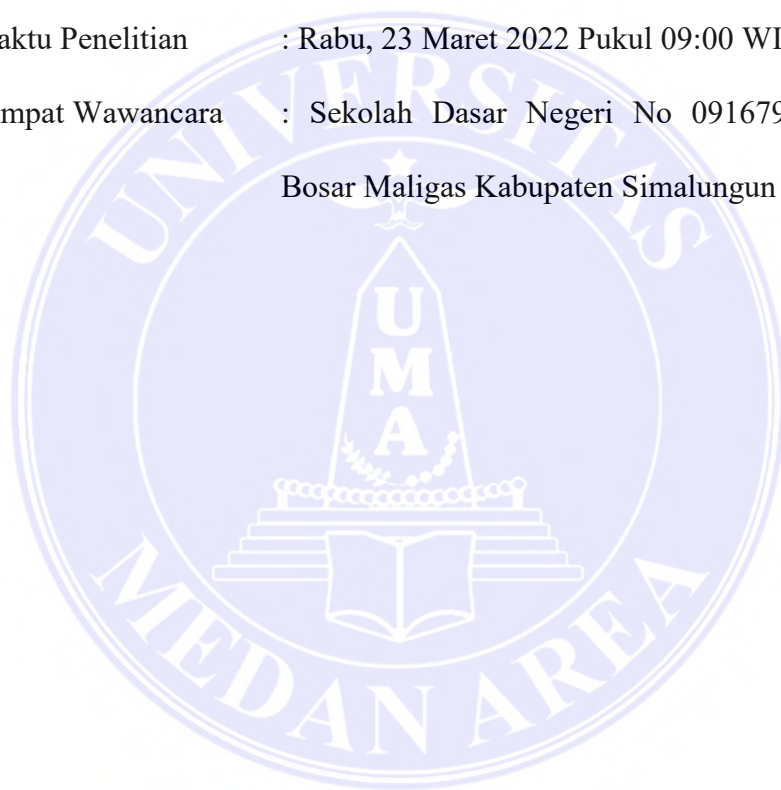 aktu Penelitian : Rabu, 23 Maret 2022 Pukul 09:00 WI
mpat Wawancara : Sekolah Dasar Negeri No 091679
Bosar Maligas Kabupaten Simalungun
UNIVERSITAS
UMA
MEDAN AREA